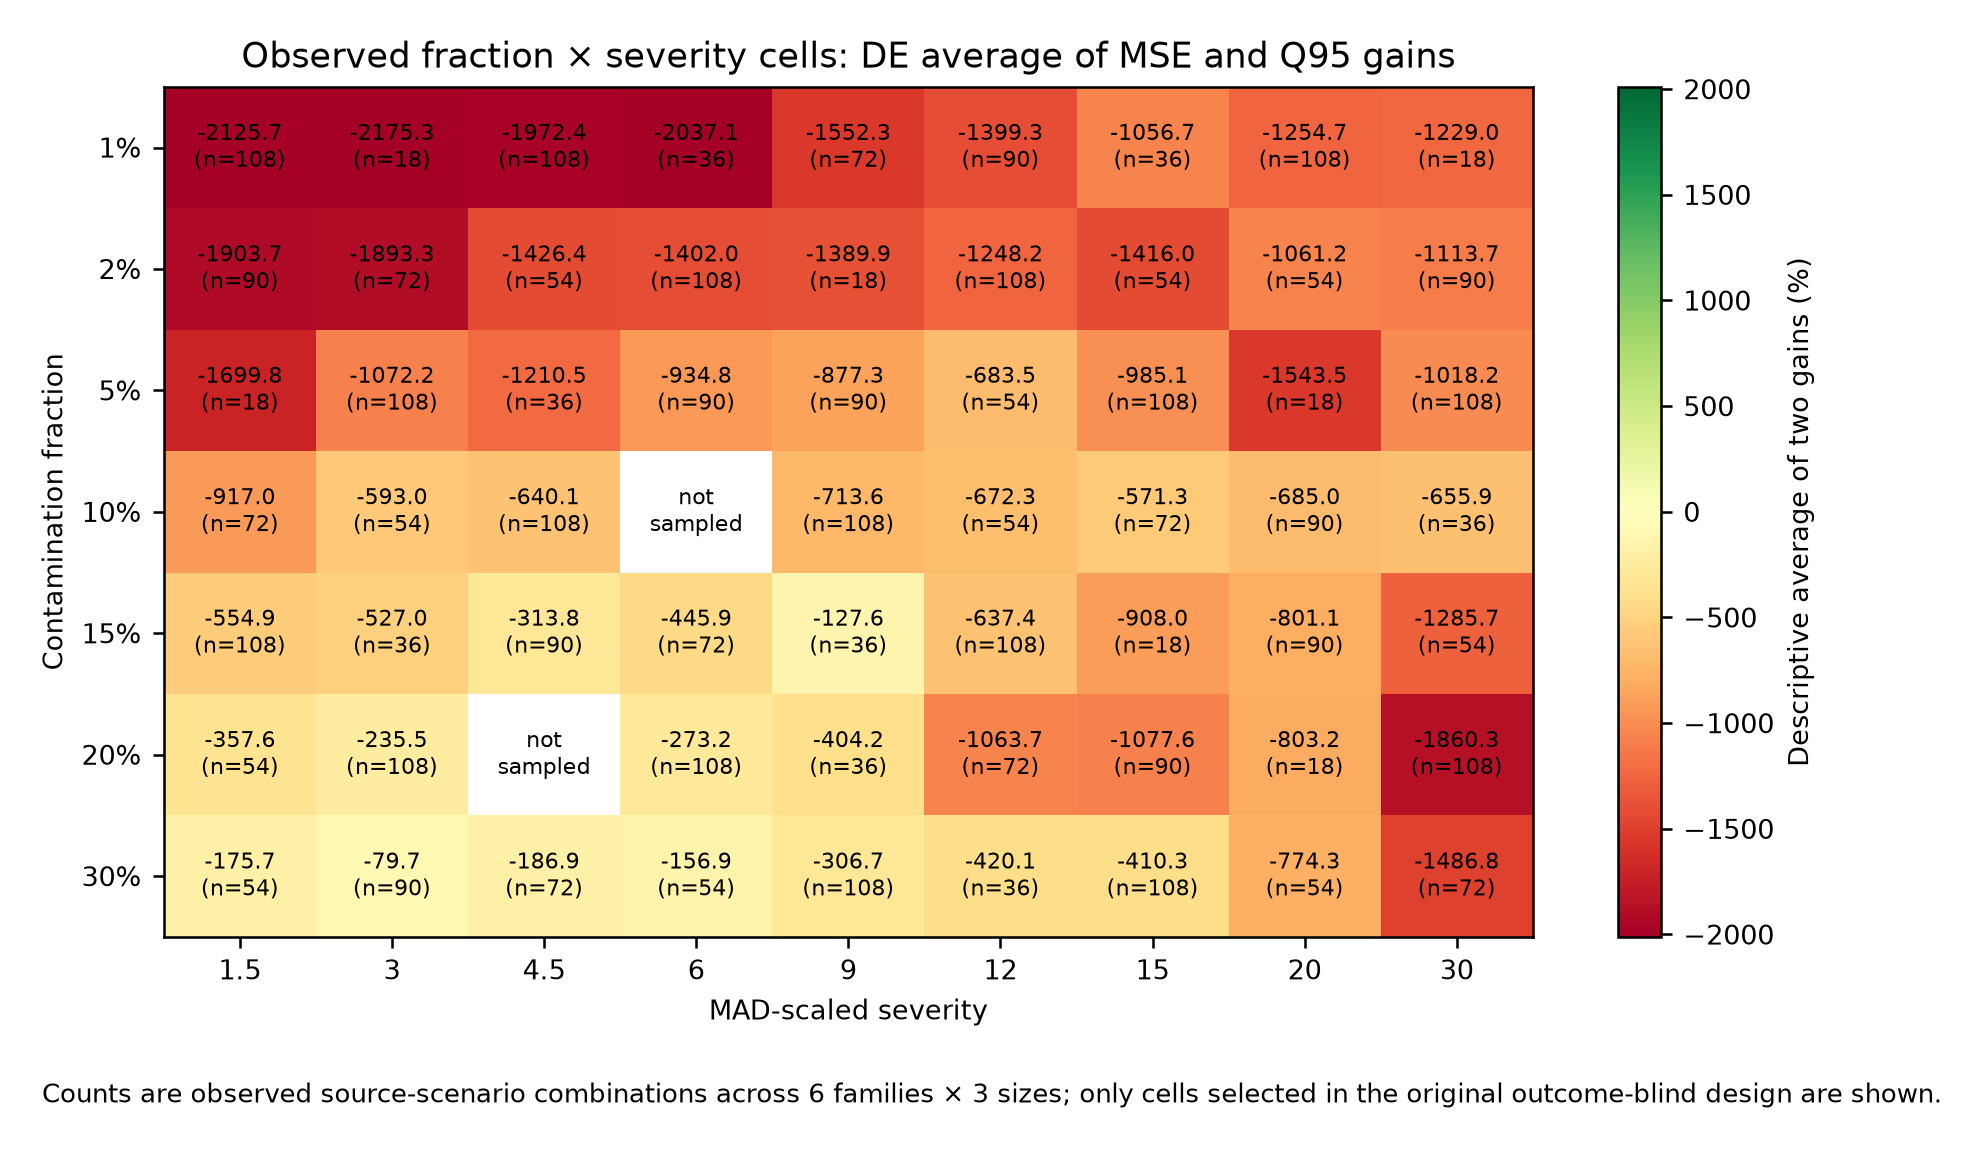 Observed fraction × severity cells: DE average of MSE and Q95 gains
Contamination fraction
1%
-2125.7 -2175.3 -1972.4 -2037.1 -1552.3 -1399.3 -1056.7 -1254.7 -1229.0
(n=108) (n=18) (n=108) (n=36) (n=72) (n=90) (n=36) (n=108) (n=18)
2%
-1903.7 -1893.3 -1426.4 -1402.0 -1389.9 -1248.2 -1416.0 -1061.2 -1113.7
(n=90) (n=72) (n=54) (n=108) (n=18) (n=108) (n=54) (n=54) (n=90)
5%
-1699.8 -1072.2 -1210.5 -934.8 -877.3 -683.5 -985.1 -1543.5 -1018.2
(n=18) (n=108) (n=36) (n=90) (n=90) (n=54) (n=108) (n=18) (n=108)
10%
-917.0 -593.0 -640.1 not -713.6 -672.3 -571.3 -685.0 -655.9
(n=72) (n=54) (n=108) sampled (n=108) (n=54) (n=72) (n=90) (n=36)
15%
-554.9 -527.0 -313.8 -445.9 -127.6 -637.4 -908.0 -801.1 -1285.7
(n=108) (n=36) (n=90) (n=72) (n=36) (n=108) (n=18) (n=90) (n=54)
20%
-357.6 -235.5 not -273.2 -404.2 -1063.7 -1077.6 -803.2 -1860.3
(n=54) (n=108) sampled (n=108) (n=36) (n=72) (n=90) (n=18) (n=108)
30%
-175.7 -79.7 -186.9 -156.9 -306.7 -420.1 -410.3 -774.3 -1486.8
(n=54) (n=90) (n=72) (n=54) (n=108) (n=36) (n=108) (n=54) (n=72)
1.5 3 4.5 6 9 12 15 20 30
MAD-scaled severity
2000
1500
1000
500
0
−500
−1000
−1500
−2000
Descriptive average of two gains (%)
Counts are observed source-scenario combinations across 6 families × 3 sizes; only cells selected in the original outcome-blind design are shown.